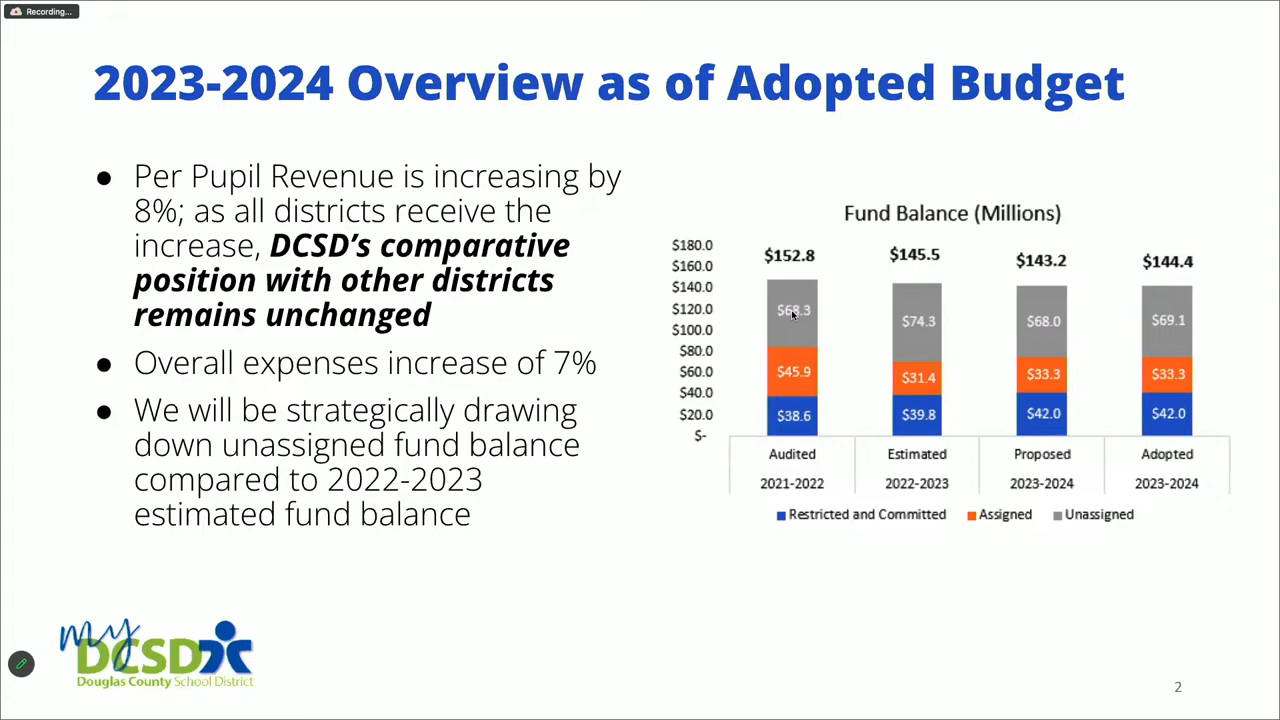 Recording...
2023-2024 Overview as of Adopted Budget
● Per Pupil Revenue is increasing by
8%; as all districts receive the
increase, DCSD’s comparative
position with other districts
remains unchanged
● Overall expenses increase of 7%
● We will be strategically drawing
down unassigned fund balance
compared to 2022-2023
estimated fund balance
Fund Balance (Millions)
$180.0
$160.0
$140.0
$120.0
$100.0
$80.0
$60.0
$40.0
$20.0
$-
$152.8 $145.5 $143.2 $144.4
$68.3 $74.3 $68.0 $69.1
$45.9 $31.4 $33.3 $33.3
$38.6 $39.8 $42.0 $42.0
Audited Estimated Proposed Adopted
2021-2022 2022-2023 2023-2024 2023-2024
Restricted and Committed Assigned Unassigned
my
DCSD
Douglas County School District
2